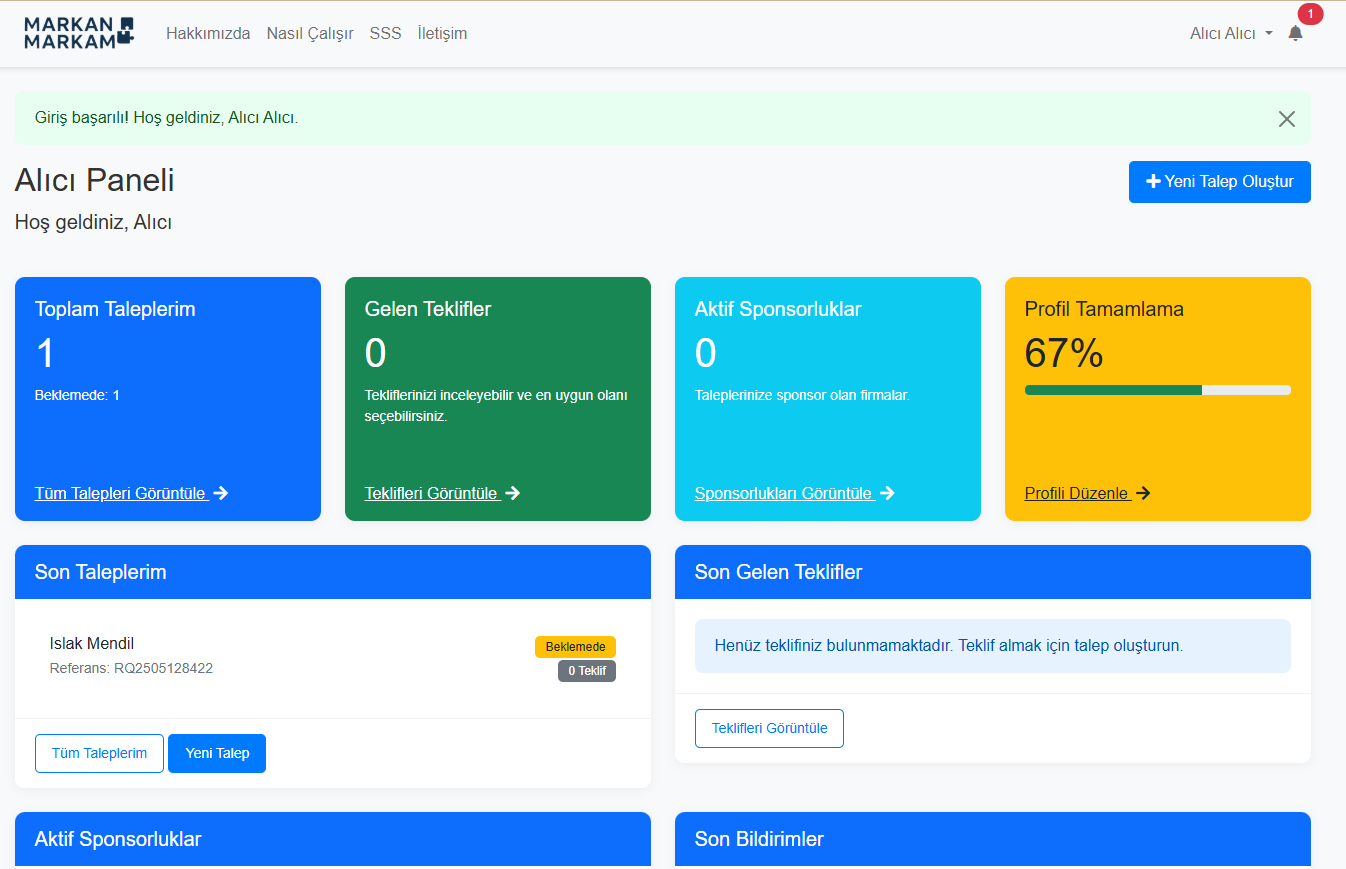 MARKAN
MARKAM
Hakkımızda
Nasıl Çalışır
SSS
İletişim
Alıcı Alıcı
1
Giriş başarılı! Hoş geldiniz, Alıcı Alıcı.
Alıcı Paneli
Yeni Talep Oluştur
Hoş geldiniz, Alıcı
Toplam Taleplerim
1
Beklemede: 1
Tüm Talepleri Görüntüle
Gelen Teklifler
0
Tekliflerinizi inceleyebilir ve en uygun olanı
seçebilirsiniz.
Teklifleri Görüntüle
Aktif Sponsorluklar
0
Taleplerinize sponsor olan firmalar.
Sponsorlukları Görüntüle
Profil Tamamlama
67%
Profili Düzenle
Son Taleplerim
Islak Mendil
Beklemede
Referans: RQ2505128422
0 Teklif
Tüm Taleplerim
Yeni Talep
Son Gelen Teklifler
Henüz teklifiniz bulunmamaktadır. Teklif almak için talep oluşturun.
Teklifleri Görüntüle
Aktif Sponsorluklar
Son Bildirimler